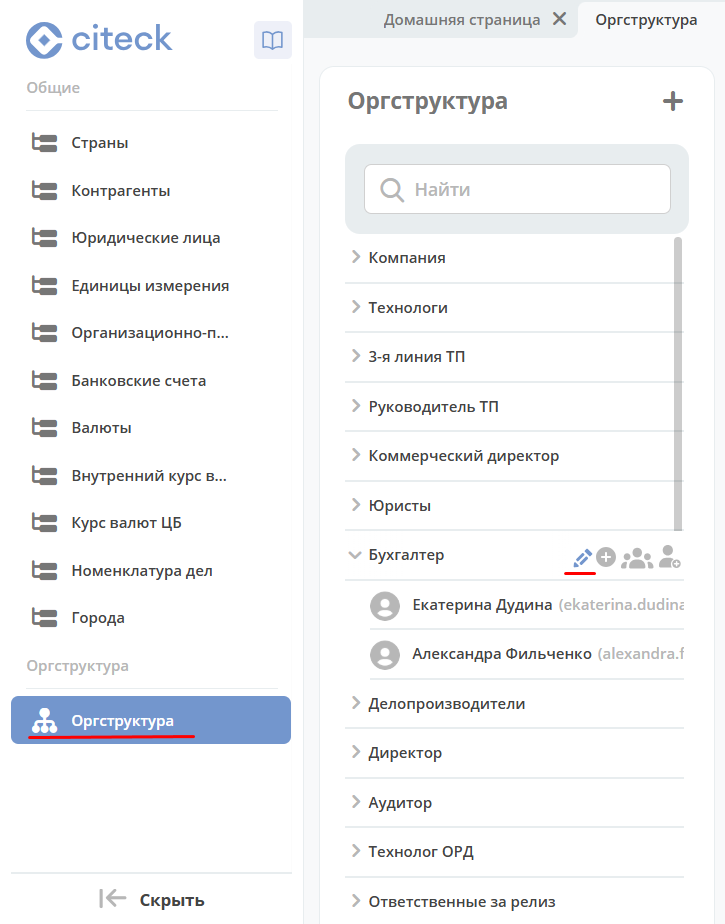 citeck
Общие
Страны
Контрагенты
Юридические лица
Единицы измерения
Организационно-п...
Банковские счета
Валюты
Внутренний курс в...
Курс валют ЦБ
Номенклатура дел
Города
Оргструктура
Оргструктура
Скрыть
Домашняя страница
Оргструктура
Оргструктура
Найти
Компания
Технологи
3-я линия ТП
Руководитель ТП
Коммерческий директор
Юристы
Бухгалтер
Екатерина Дудина (ekaterina.dudina
Александра Фильченко (alexandra.f
Делопроизводители
Директор
Аудитор
Технолог ОРД
Ответственные за релиз